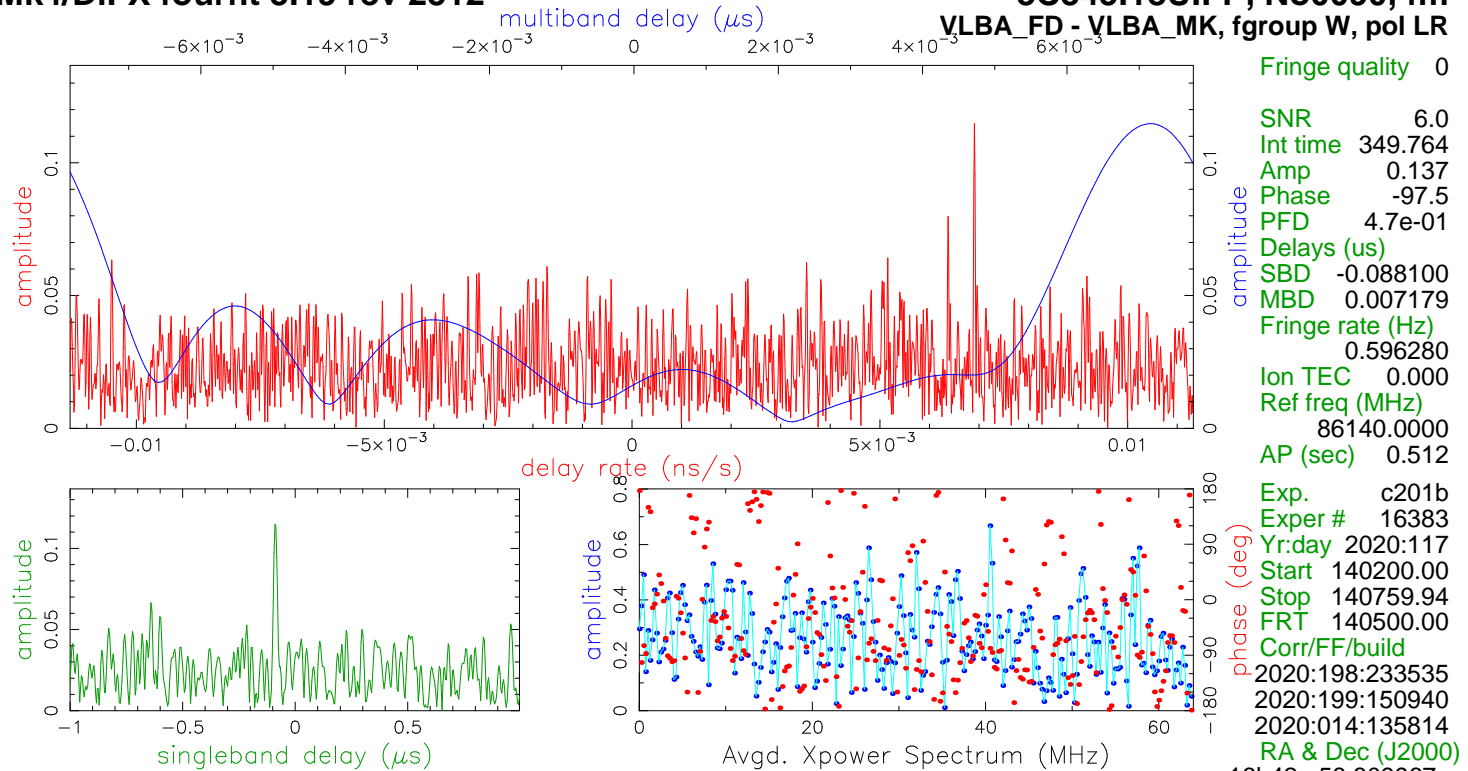 VLBA_FD - VLBA_MK, fgroup W, pol LR
multiband delay (μs)
−6×10⁻³ −4×10⁻³ −2×10⁻³ 0 2×10⁻³ 4×10⁻³ 6×10⁻³
amplitude
0 0.05 0.1
amplitude
0 0.05 0.1
−0.01 −5×10⁻³ 0 5×10⁻³ 0.01
delay rate (ns/s)
amplitude
0 0.05 0.1
−1 −0.5 0 0.5
singleband delay (μs)
amplitude
0 0.2 0.4 0.6 0.8
0 20 40 60
Avgd. Xpower Spectrum (MHz)
phase (deg)
−180 −90 0 90 180
Fringe quality 0
SNR 6.0
Int time 349.764
Amp 0.137
Phase -97.5
PFD 4.7e-01
Delays (us)
SBD -0.088100
MBD 0.007179
Fringe rate (Hz)
0.596280
Ion TEC 0.000
Ref freq (MHz)
86140.0000
AP (sec) 0.512
Exp. c201b
Exper # 16383
Yr:day 2020:117
Start 140200.00
Stop 140759.94
FRT 140500.00
Corr/FF/build
2020:198:233535
2020:199:150940
2020:014:135814
RA & Dec (J2000)